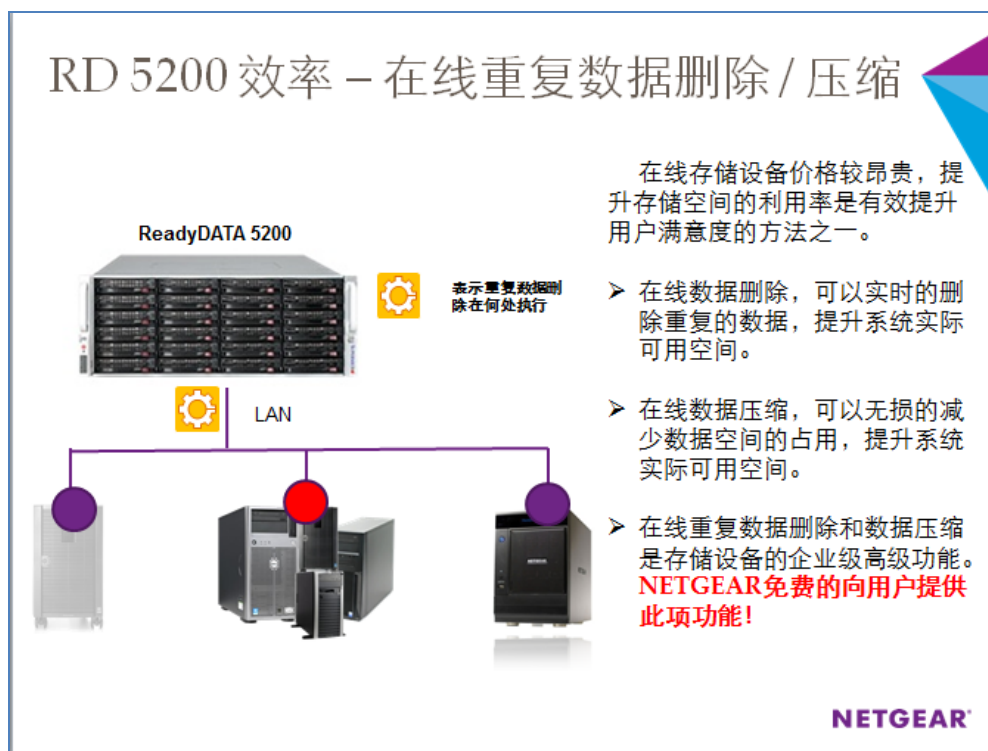 RD 5200 效率 – 在线重复数据删除 / 压缩
ReadyDATA 5200
表示重复数据删
除在何处执行
LAN
在线存储设备价格较昂贵，提
升存储空间的利用率是有效提升
用户满意度的方法之一。
➢ 在线数据删除，可以实时的删
除重复的数据，提升系统实际
可用空间。
➢ 在线数据压缩，可以无损的减
少数据空间的占用，提升系统
实际可用空间。
➢ 在线重复数据删除和数据压缩
是存储设备的企业级高级功能。
NETGEAR免费的向用户提供
此项功能！
NETGEAR